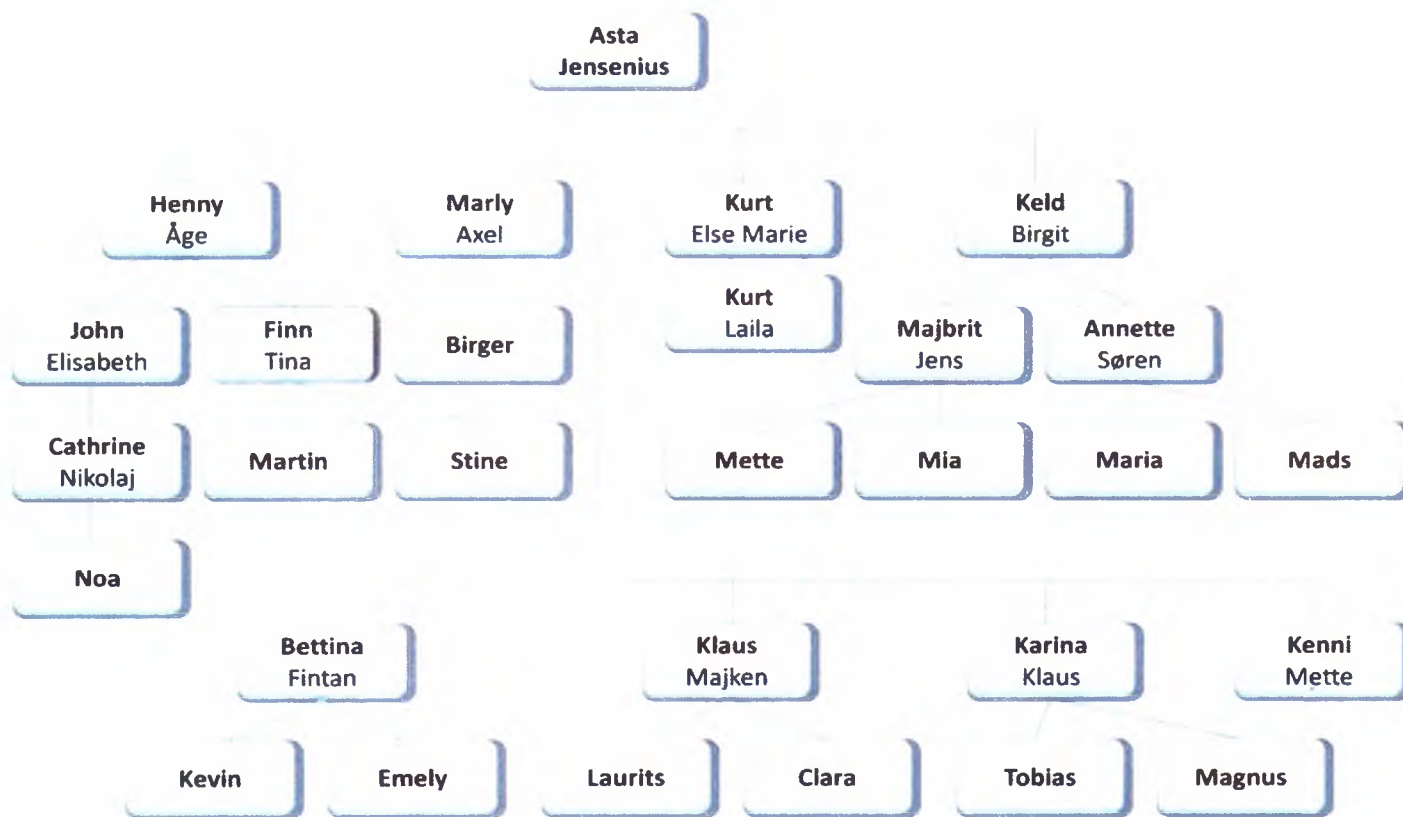 Asta
Jensenius
Henny
Åge
Marly
Axel
Kurt
Else Marie
Keld
Birgit
Kurt
Laila
John
Elisabeth
Finn
Tina
Birger
Majbrit
Jens
Annette
Søren
Cathrine
Nikolaj
Martin
Stine
Mette
Mia
Maria
Mads
Noa
Bettina
Fintan
Klaus
Majken
Karina
Klaus
Kenni
Mette
Kevin
Emely
Laurits
Clara
Tobias
Magnus